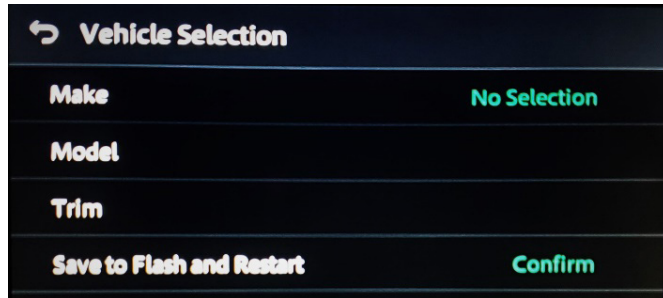 Vehicle Selection
Make No Selection
Model
Trim
Save to Flash and Restart Confirm